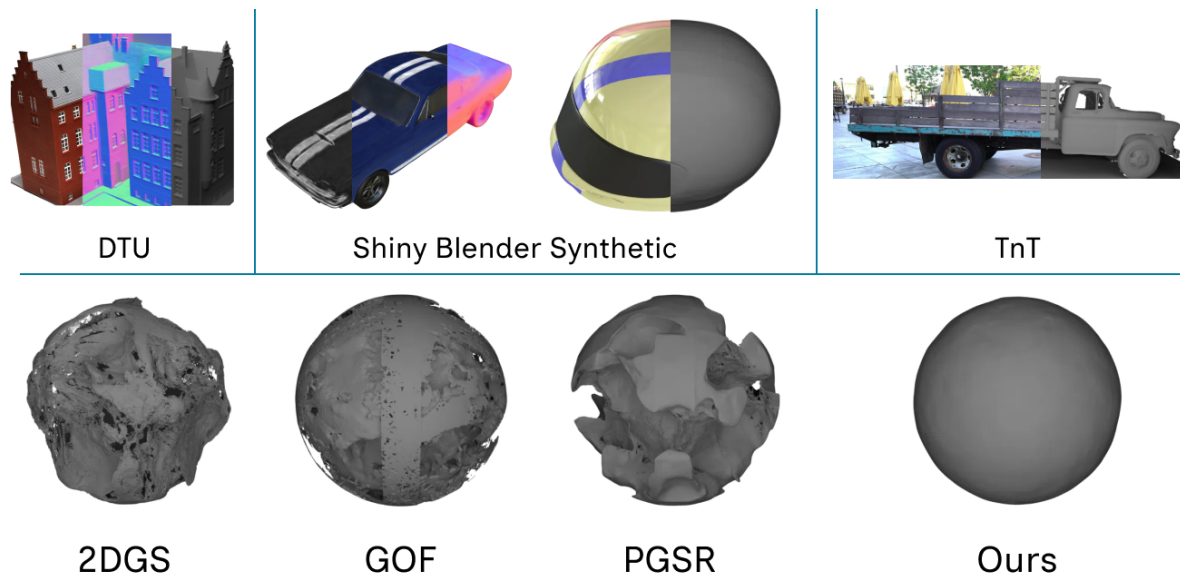 DTU
Shiny Blender Synthetic
TnT
2DGS
GOF
PGSR
Ours